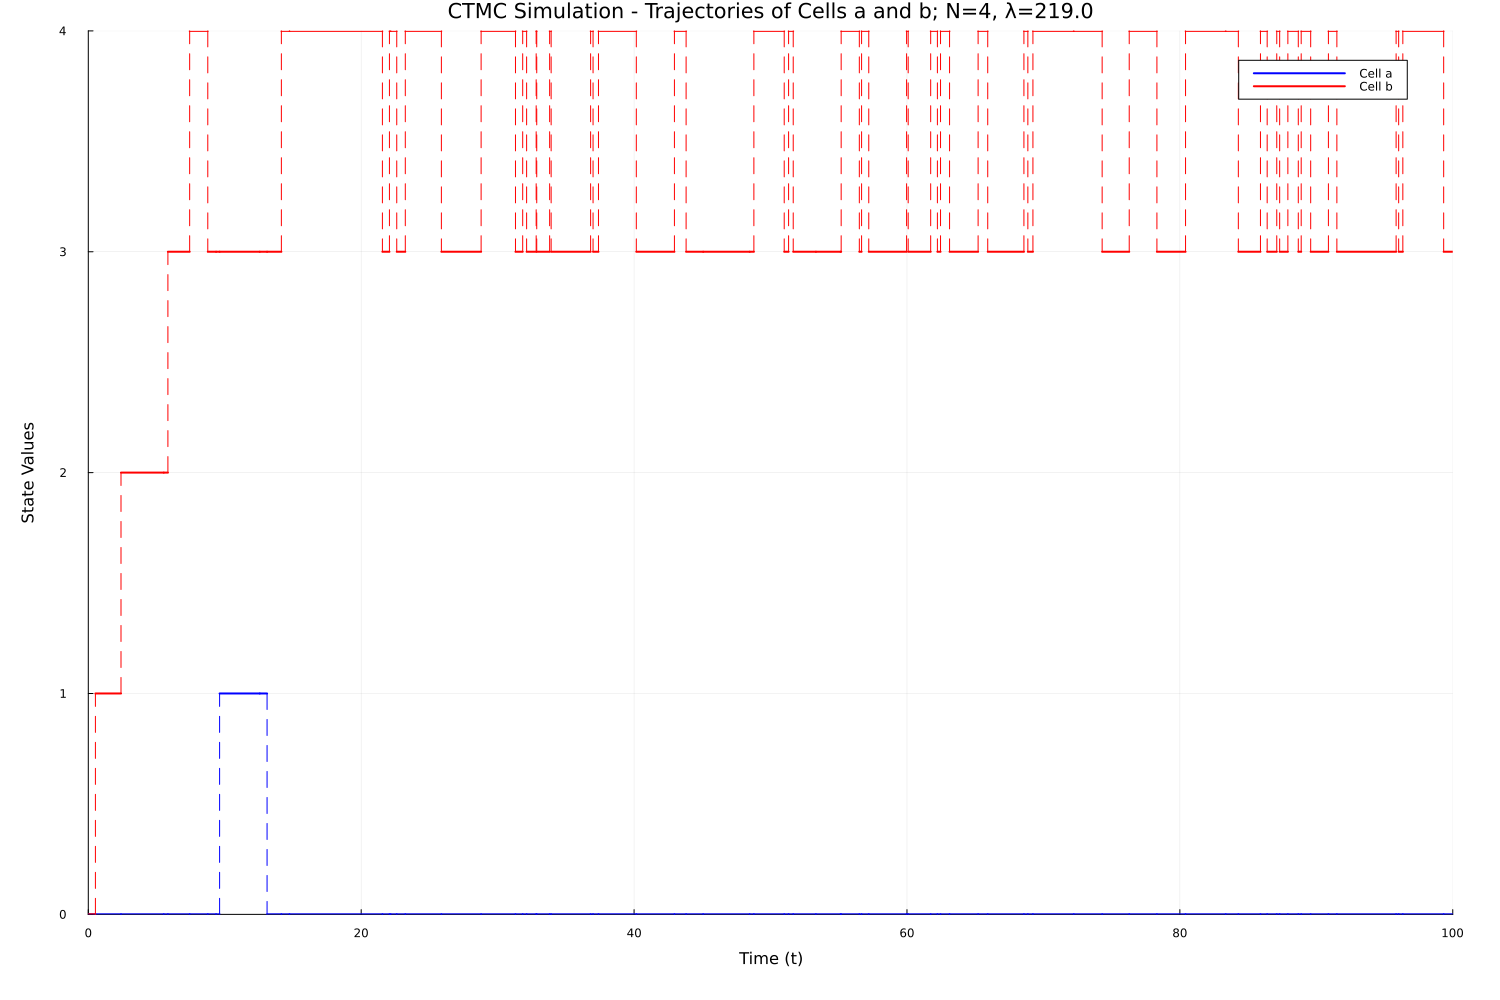 CTMC Simulation - Trajectories of Cells a and b; N=4, λ=219.0
4
Cell a
Cell b
3
State Values
2
1
0
0 20 40 60 80 100
Time (t)